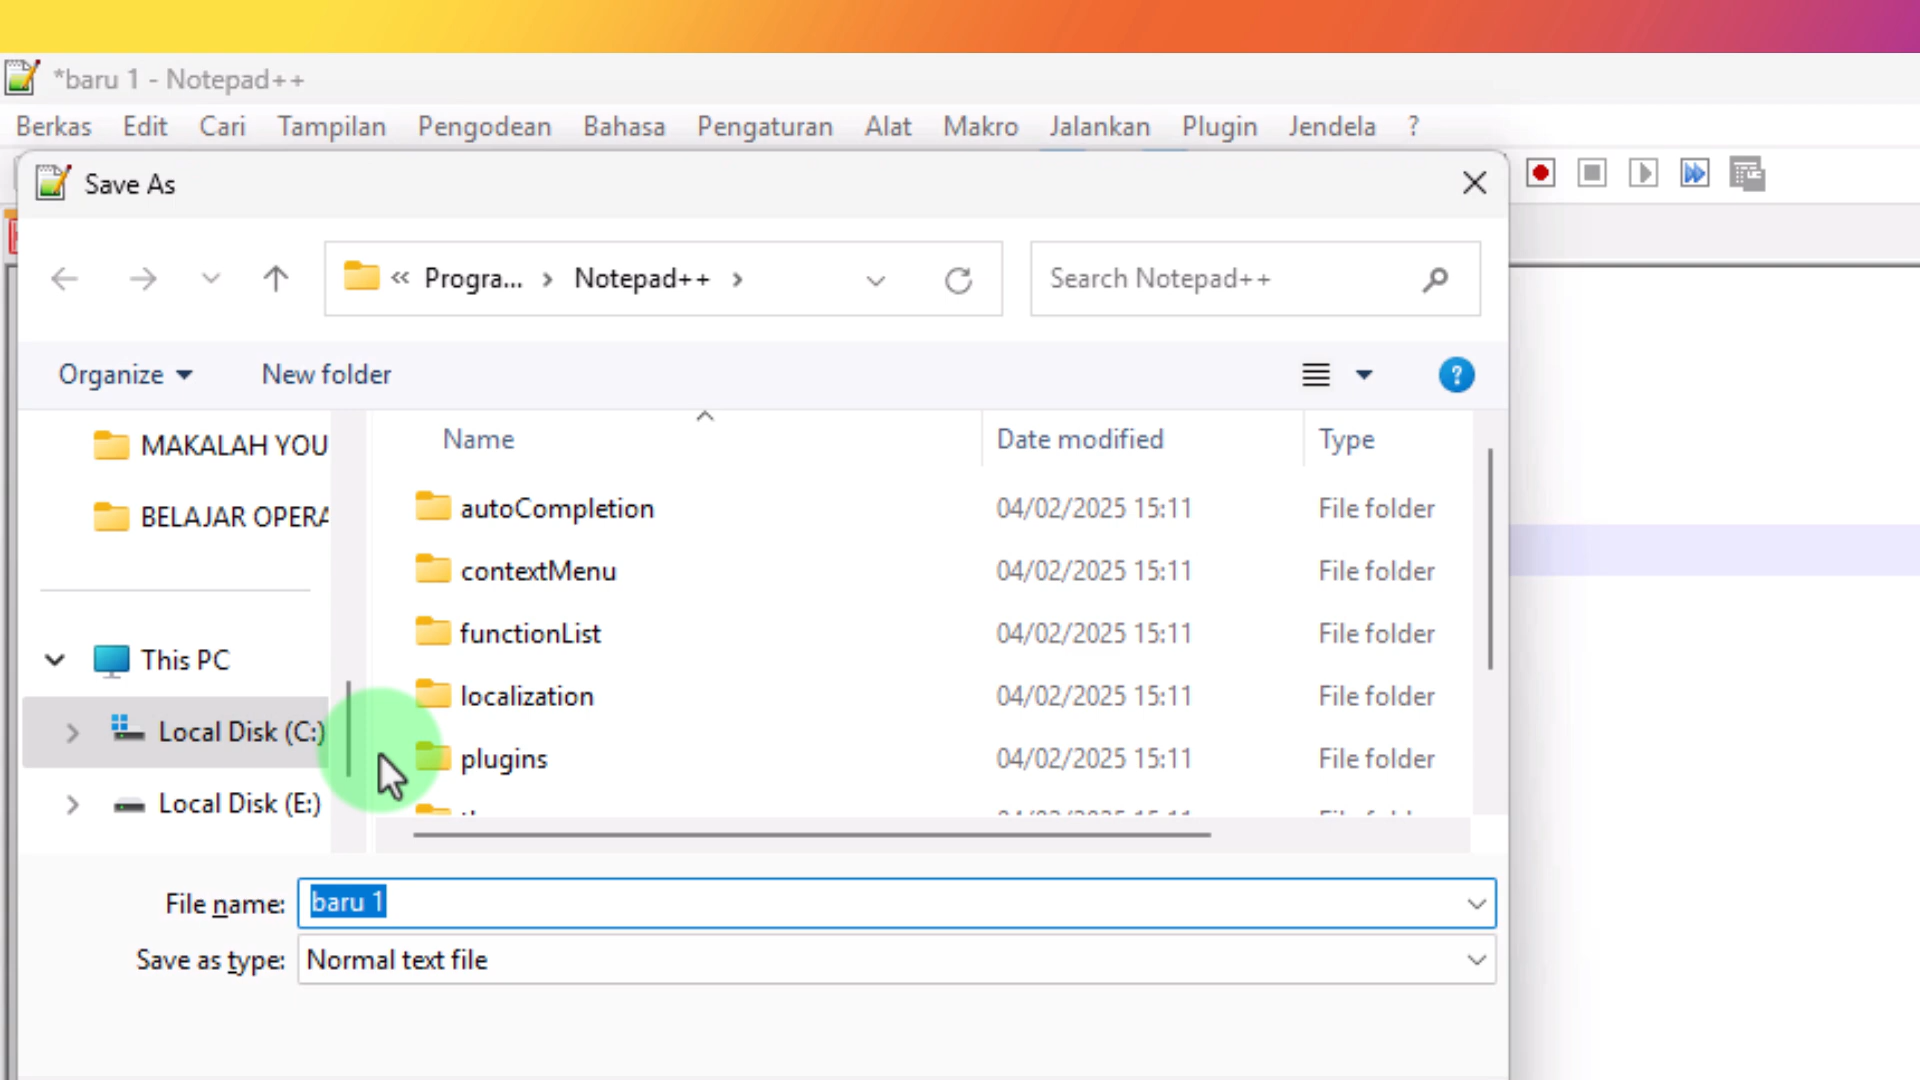 *baru 1 - Notepad++
Berkas Edit Cari Tampilan Pengodean Bahasa Pengaturan Alat Makro Jalankan Plugin Jendela ?
Save As
« Progra... › Notepad++ ›
Search Notepad++
Organize New folder
?
MAKALAH YOU
BELAJAR OPERA
This PC
Local Disk (C:)
Local Disk (E:)
Name Date modified Type
autoCompletion 04/02/2025 15:11 File folder
contextMenu 04/02/2025 15:11 File folder
functionList 04/02/2025 15:11 File folder
localization 04/02/2025 15:11 File folder
plugins 04/02/2025 15:11 File folder
File name: baru 1
Save as type: Normal text file